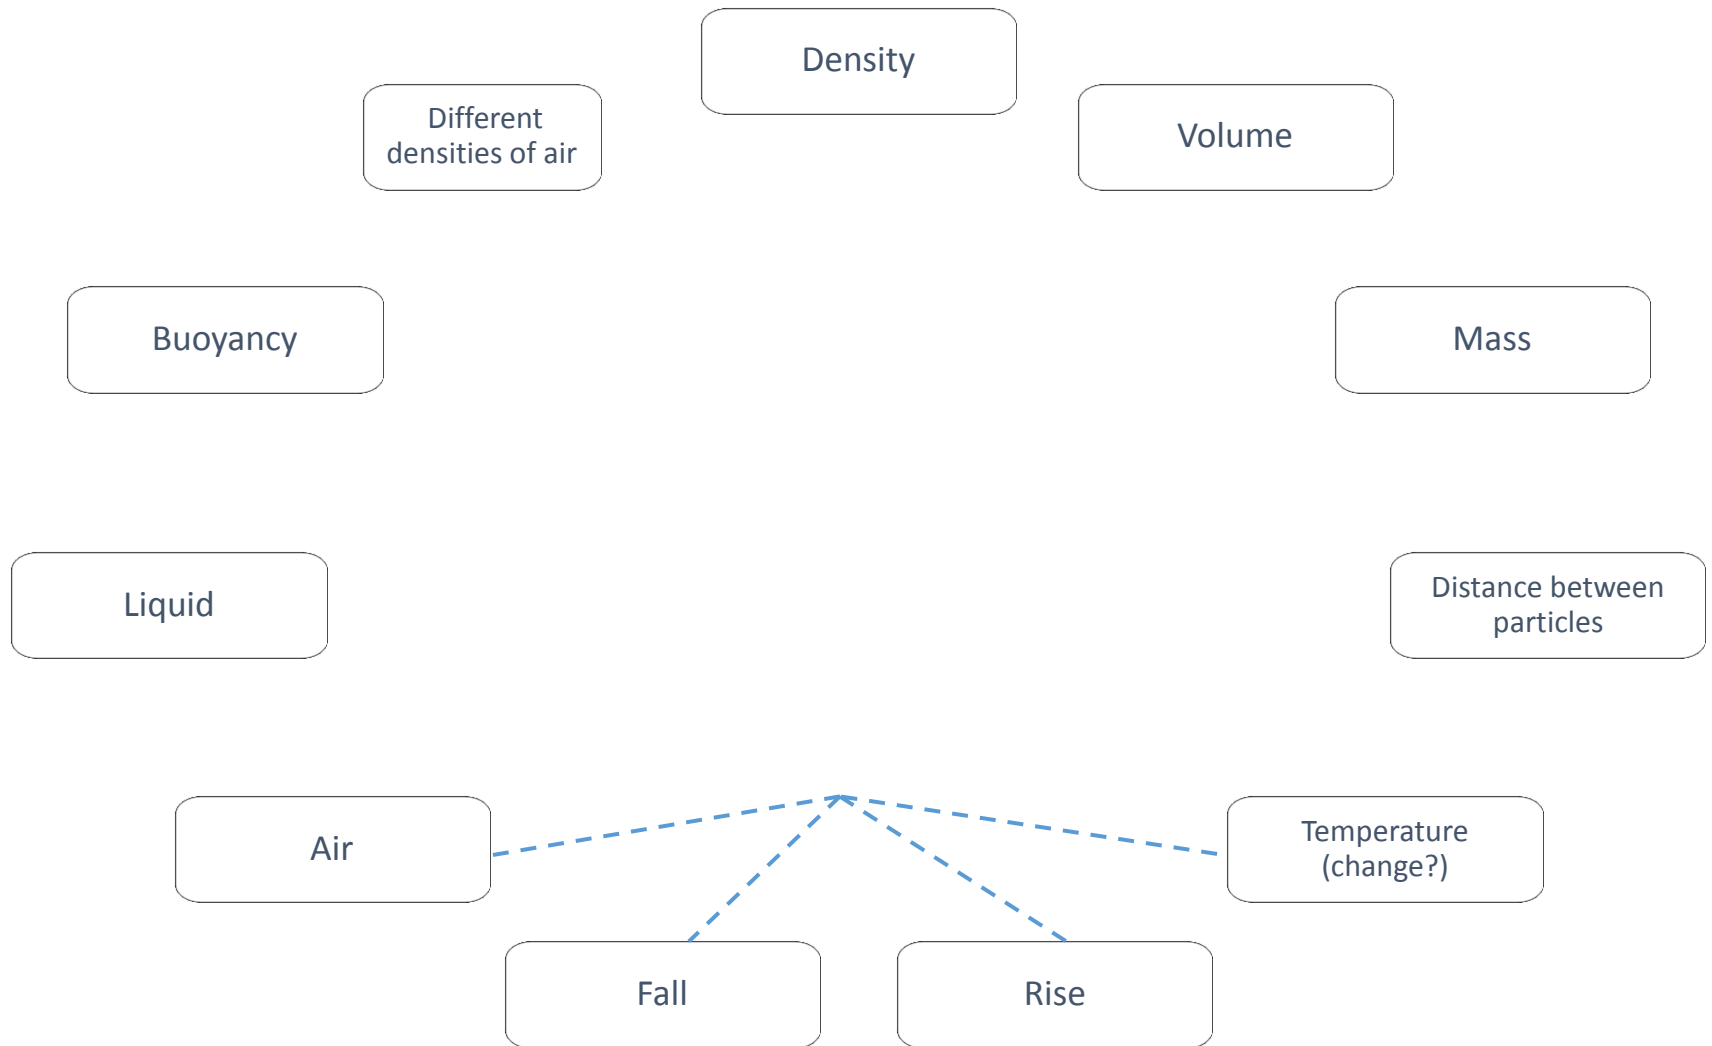 Density
Different
densities of air
Volume
Buoyancy
Mass
Liquid
Distance between
particles
Air
Temperature
(change?)
Fall
Rise